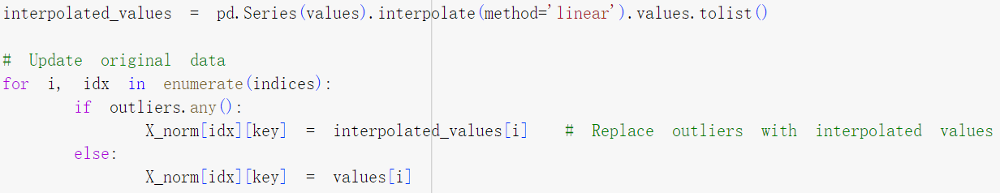 interpolated_values = pd.Series(values).interpolate(method='linear').values.tolist()
# Update original data
for i, idx in enumerate(indices):
if outliers.any():
X_norm[idx][key] = interpolated_values[i] # Replace outliers with interpolated values
else:
X_norm[idx][key] = values[i]